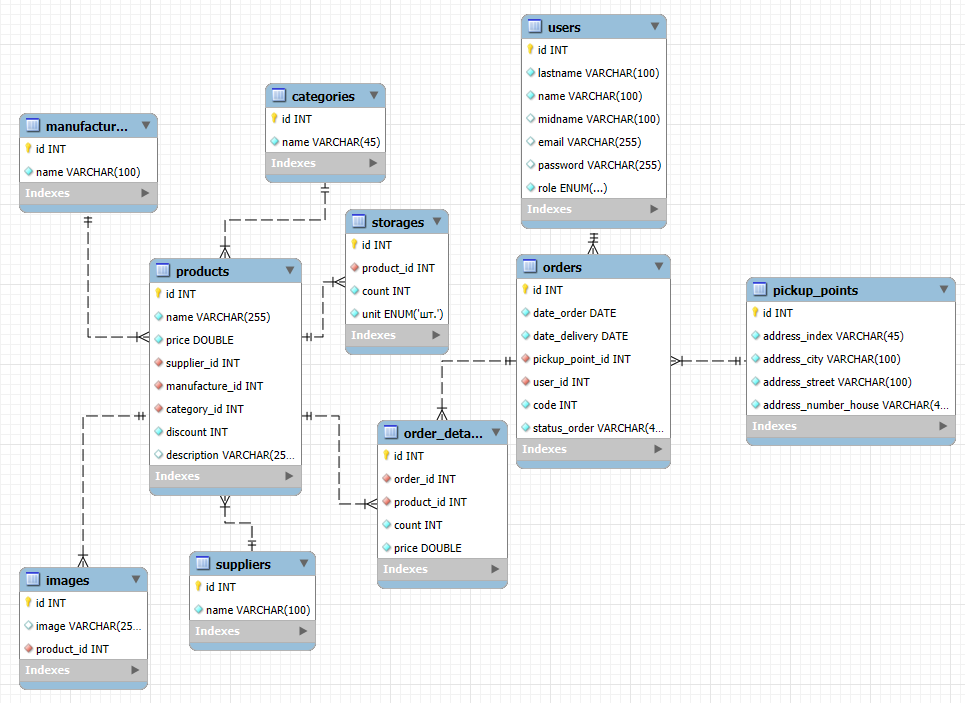 users
id INT
lastname VARCHAR(100)
name VARCHAR(100)
midname VARCHAR(100)
email VARCHAR(255)
password VARCHAR(255)
role ENUM(...)
Indexes
categories
id INT
name VARCHAR(45)
Indexes
manufactur...
id INT
name VARCHAR(100)
Indexes
storages
id INT
product_id INT
count INT
unit ENUM('шт.')
Indexes
products
id INT
name VARCHAR(255)
price DOUBLE
supplier_id INT
manufacture_id INT
category_id INT
discount INT
description VARCHAR(25...
Indexes
orders
id INT
date_order DATE
date_delivery DATE
pickup_point_id INT
user_id INT
code INT
status_order VARCHAR(4...
Indexes
pickup_points
id INT
address_index VARCHAR(45)
address_city VARCHAR(100)
address_street VARCHAR(100)
address_number_house VARCHAR(4...
Indexes
order_deta...
id INT
order_id INT
product_id INT
count INT
price DOUBLE
Indexes
suppliers
id INT
name VARCHAR(100)
Indexes
images
id INT
image VARCHAR(25...
product_id INT
Indexes